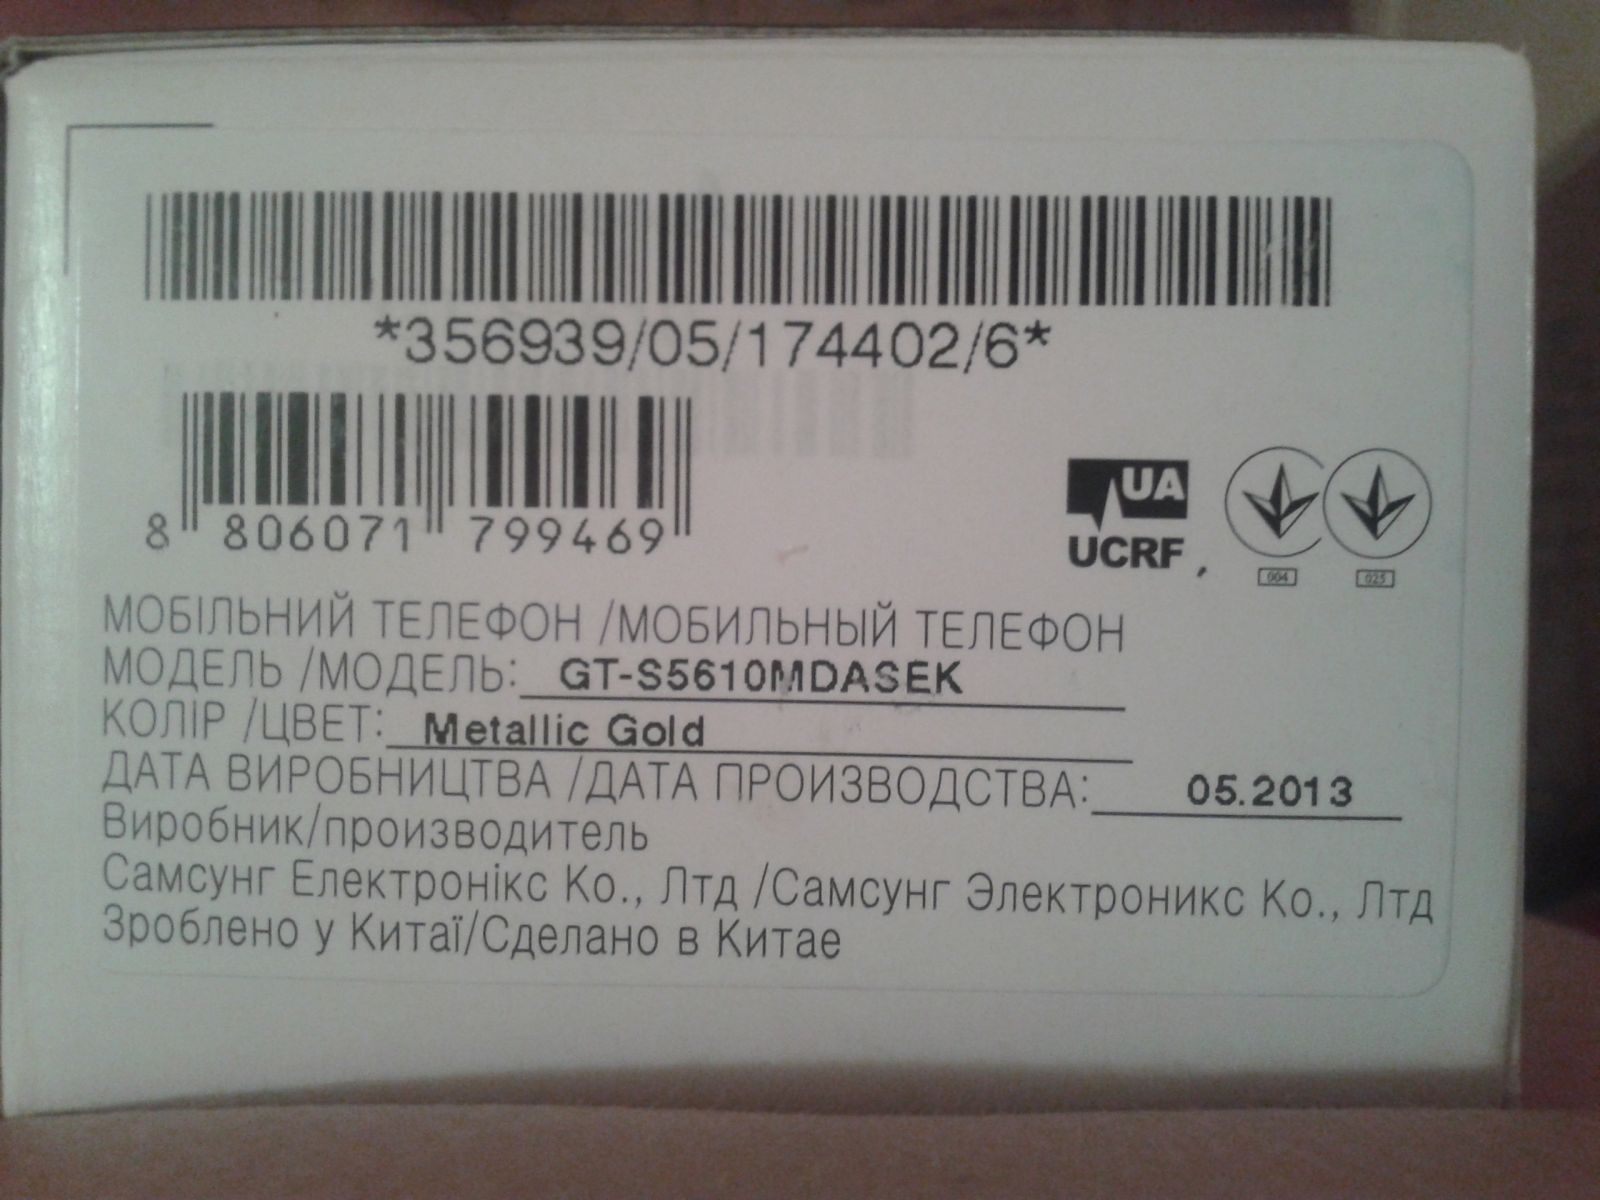 *356939/05/174402/6*
8 806071 799469
UA
UCRF
004 025
МОБІЛЬНИЙ ТЕЛЕФОН /МОБИЛЬНЫЙ ТЕЛЕФОН
МОДЕЛЬ /МОДЕЛЬ: GT-S5610MDASEK
КОЛІР /ЦВЕТ: Metallic Gold
ДАТА ВИРОБНИЦТВА /ДАТА ПРОИЗВОДСТВА: 05.2013
Виробник/производитель
Самсунг Електронікс Ко., Лтд /Самсунг Электроникс Ко., Лтд
Зроблено у Китаї/Сделано в Китае